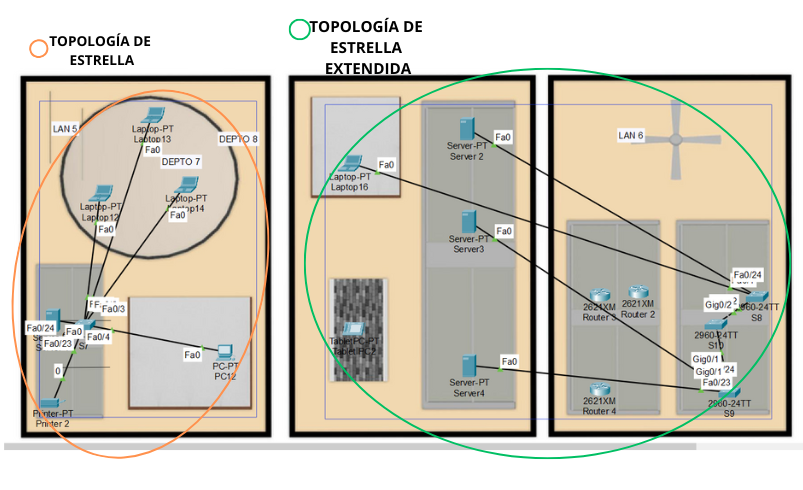 TOPOLOGÍA DE
ESTRELLA
TOPOLOGÍA DE
ESTRELLA
EXTENDIDA
LAN 5
DEPTO 8
Laptop-PT
Laptop13
Fa0
DEPTO 7
Laptop-PT
Laptop12
Fa0
Laptop-PT
Laptop14
Fa0
Fa0/3
Fa0/24
Fa0
Fa0/4
Fa0/23
S7
Fa0
PC-PT
PC12
0
Printer-PT
Printer 2
Laptop-PT
Laptop16
Fa0
Server-PT
Server 2
Fa0
Server-PT
Server3
Fa0
TabletPC-PT
Tablet PC2
Server-PT
Server4
Fa0
LAN 6
2621XM
Router 3
2621XM
Router 2
2621XM
Router 4
Fa0/24
Gig0/2
2960-24TT
S8
2960-24TT
S10
Gig0/1
Gig0/1
24
Fa0/23
2960-24TT
S9